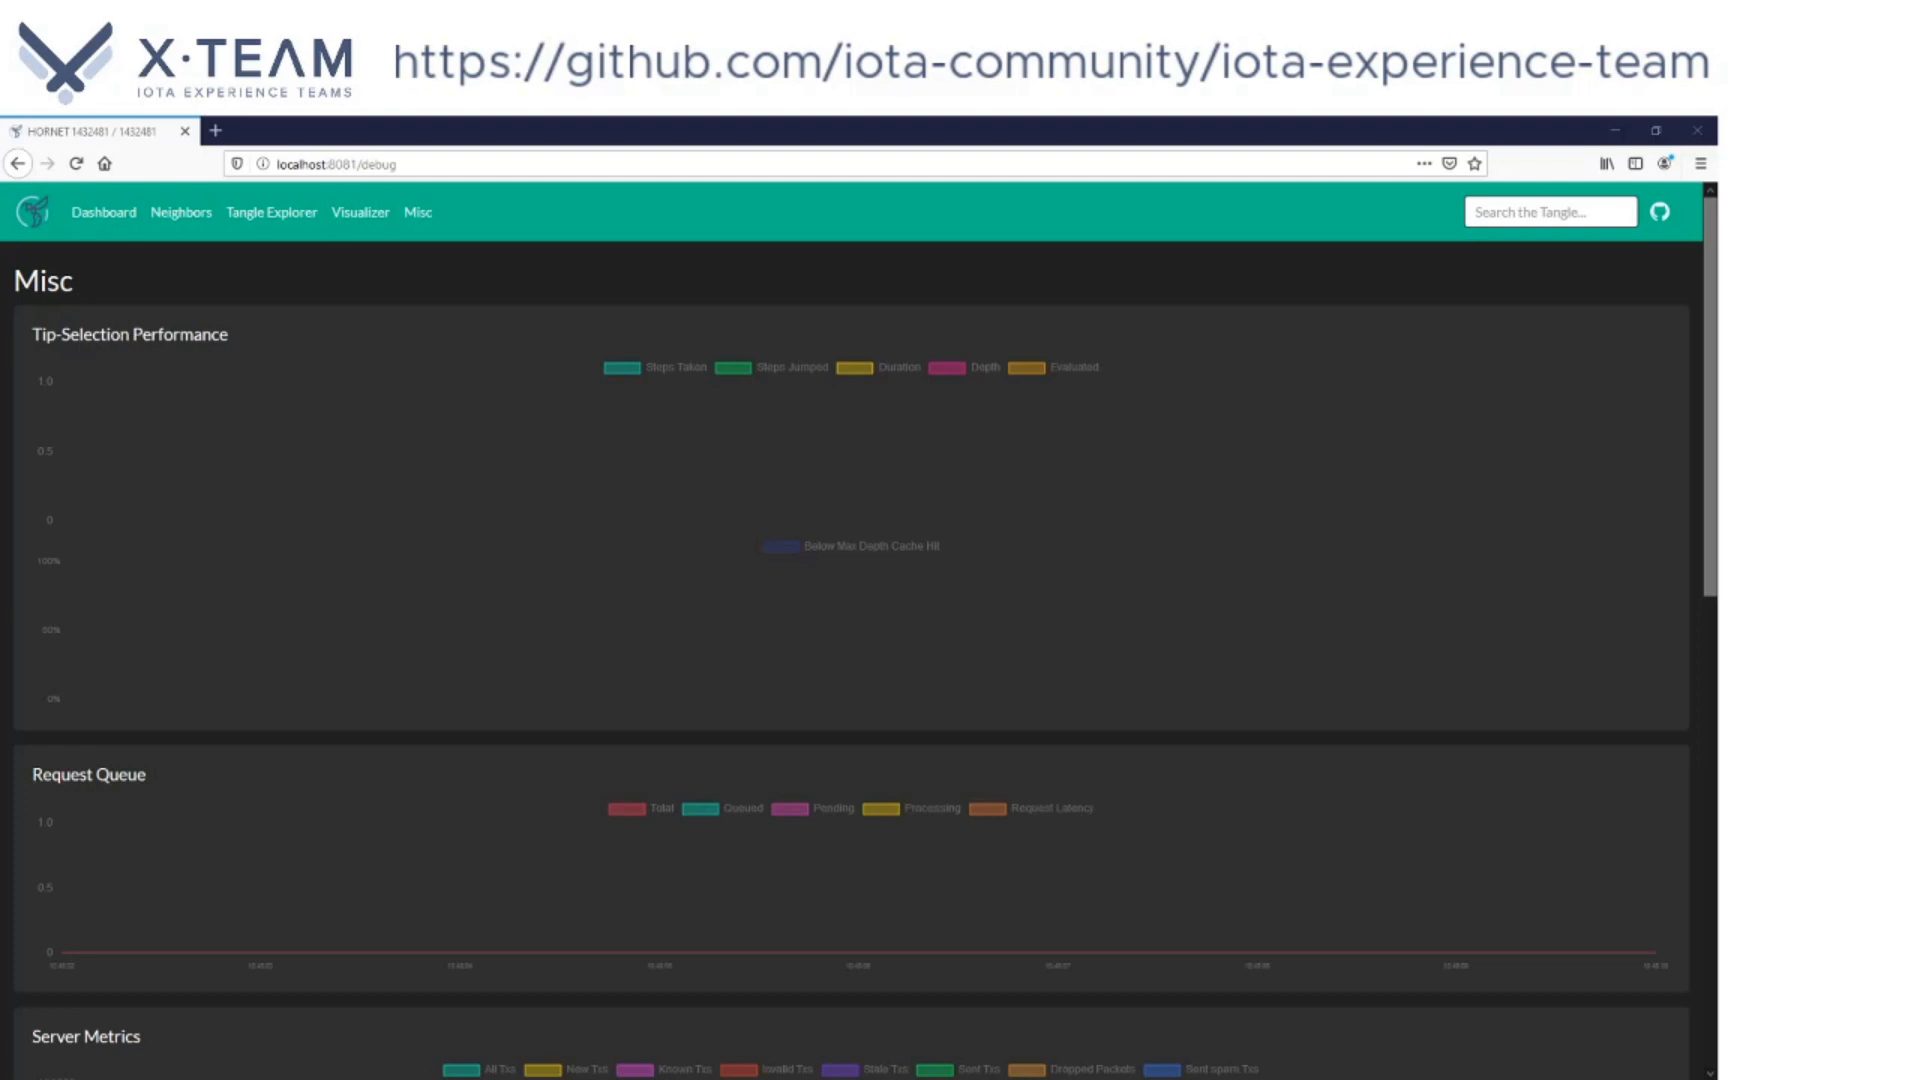 X·TEAM
IOTA EXPERIENCE TEAMS
https://github.com/iota-community/iota-experience-team
HORNET 1432481 / 1432481
localhost:8081/debug
Dashboard Neighbors Tangle Explorer Visualizer Misc
Search the Tangle...
Misc
Tip-Selection Performance
Steps Taken Steps Jumped Duration Depth Evaluated
1.0
0.5
0
Below Max Depth Cache Hit
100%
50%
0%
Request Queue
Total Queued Pending Processing Request Latency
1.0
0.5
0
Server Metrics
All Txs New Txs Known Txs Invalid Txs Stale Txs Sent Txs Dropped Packets Sent spam Txs